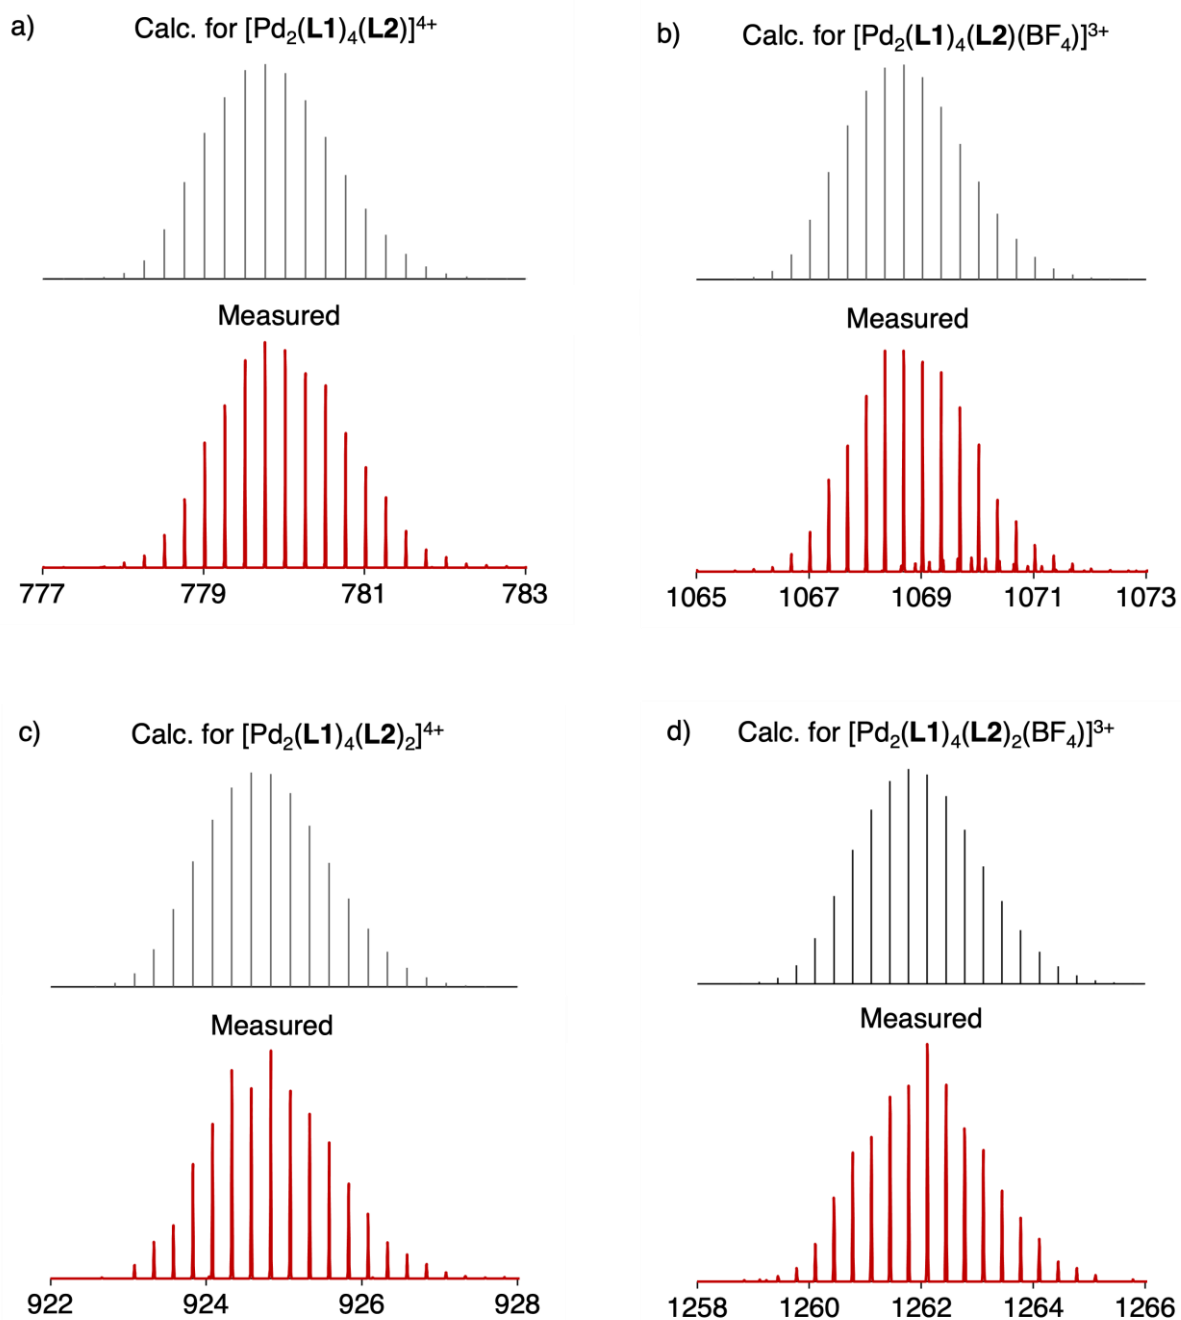 a) Calc. for [Pd₂(L1)₄(L2)]⁴⁺
b) Calc. for [Pd₂(L1)₄(L2)(BF₄)]³⁺
Measured
Measured
777 779 781 783
1065 1067 1069 1071 1073
c) Calc. for [Pd₂(L1)₄(L2)₂]⁴⁺
d) Calc. for [Pd₂(L1)₄(L2)₂(BF₄)]³⁺
Measured
Measured
922 924 926 928
1258 1260 1262 1264 1266